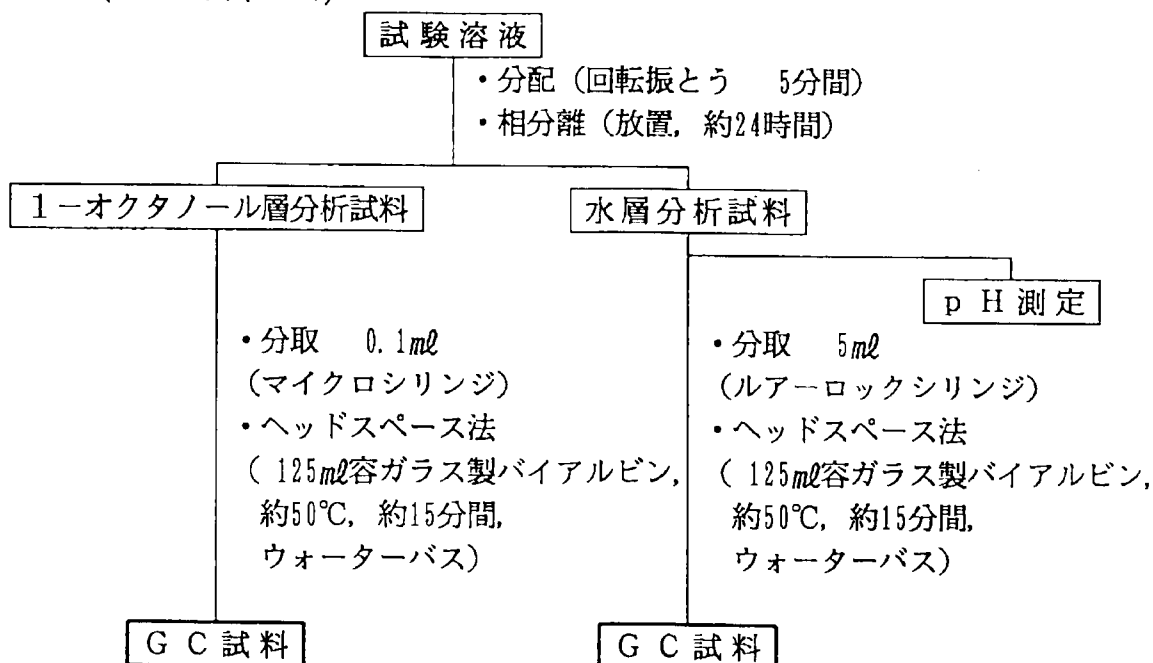 試験溶液
・分配（回転振とう　5分間）
・相分離（放置，約24時間）
１－オクタノール層分析試料
水層分析試料
ｐＨ測定
・分取　0.1mℓ
（マイクロシリンジ）
・ヘッドスペース法
（125mℓ容ガラス製バイアルビン，
約50℃，約15分間，
ウォーターバス）
・分取　5mℓ
（ルアーロックシリンジ）
・ヘッドスペース法
（125mℓ容ガラス製バイアルビン，
約50℃，約15分間，
ウォーターバス）
ＧＣ試料
ＧＣ試料